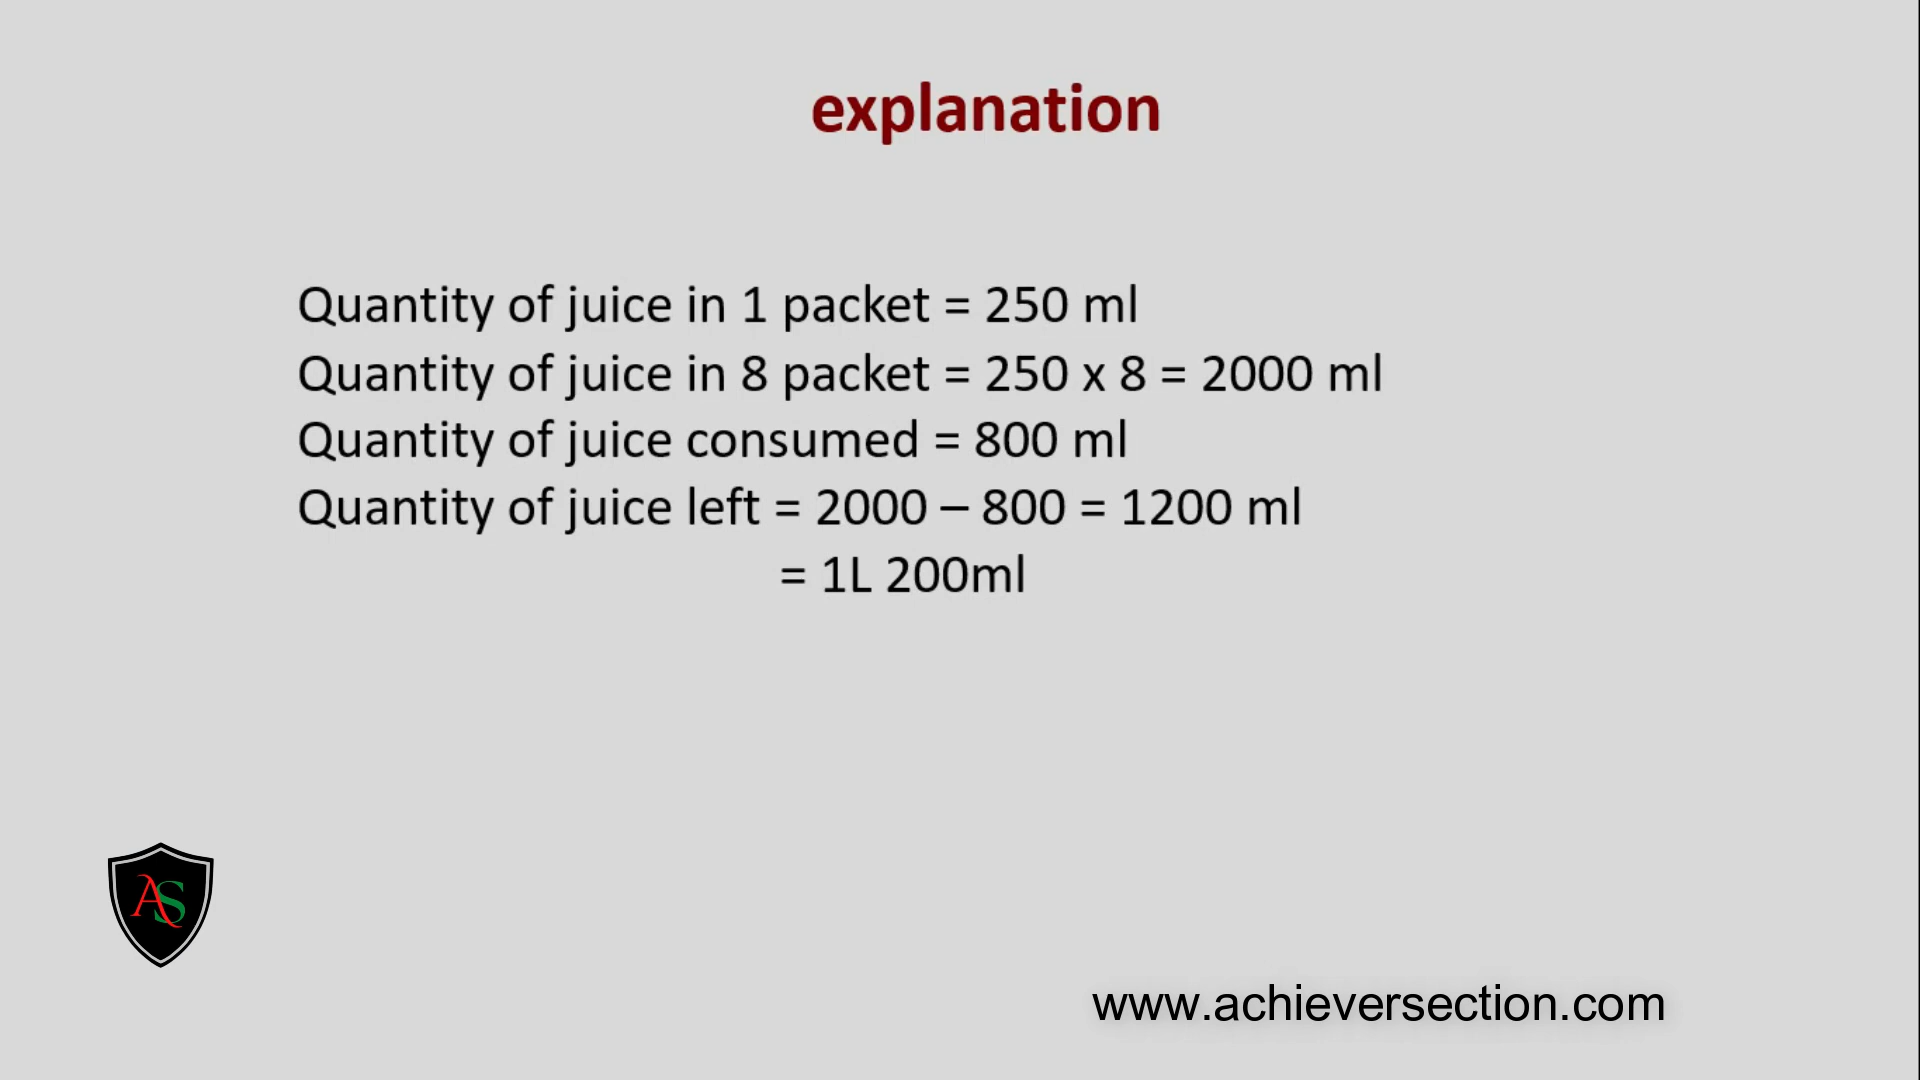 explanation
Quantity of juice in 1 packet = 250 ml
Quantity of juice in 8 packet = 250 x 8 = 2000 ml
Quantity of juice consumed = 800 ml
Quantity of juice left = 2000 – 800 = 1200 ml
= 1L 200ml
AS
www.achieversection.com